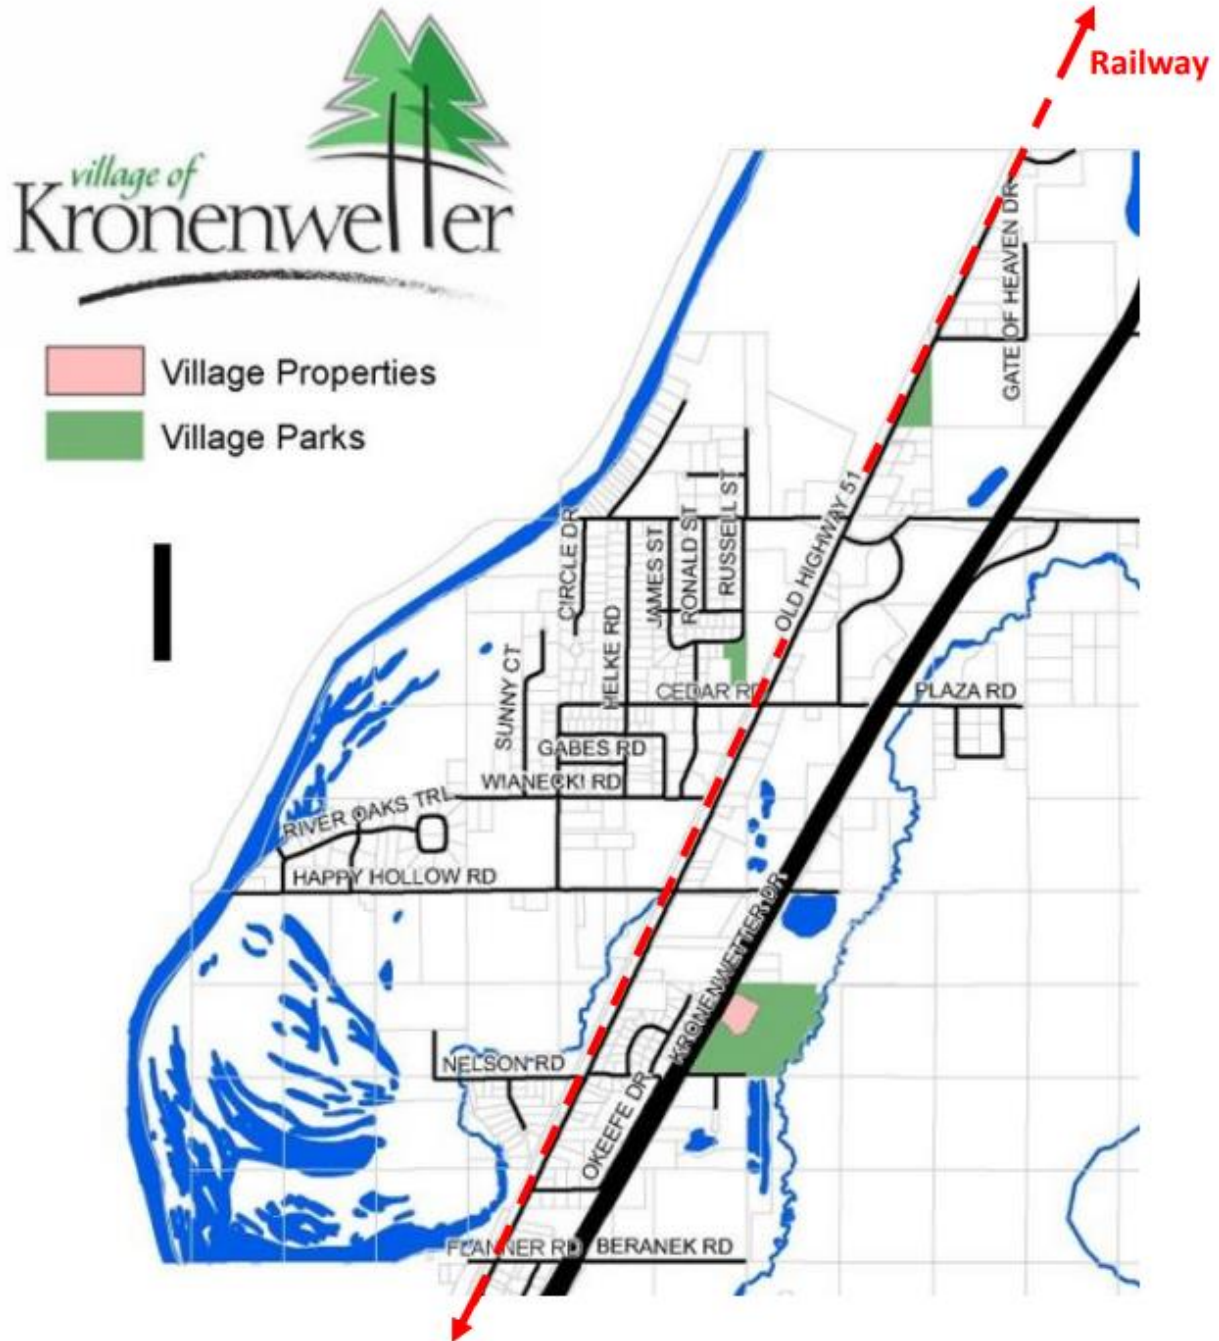 Railway
village of
Kronenwetter
GATE OF HEAVEN DR
Village Properties
Village Parks
OLD HIGHWAY 51
CIRCLE DR
JAMES ST
RONALD ST
RUSSELL ST
HELKE RD
SUNNY CT
CEDAR RD
PLAZA RD
GABES RD
WIANECKI RD
RIVER OAKS TRL
HAPPY HOLLOW RD
KRONENWETTER DR
NELSON RD
OKEEFE DR
FLANNER RD
BERANEK RD